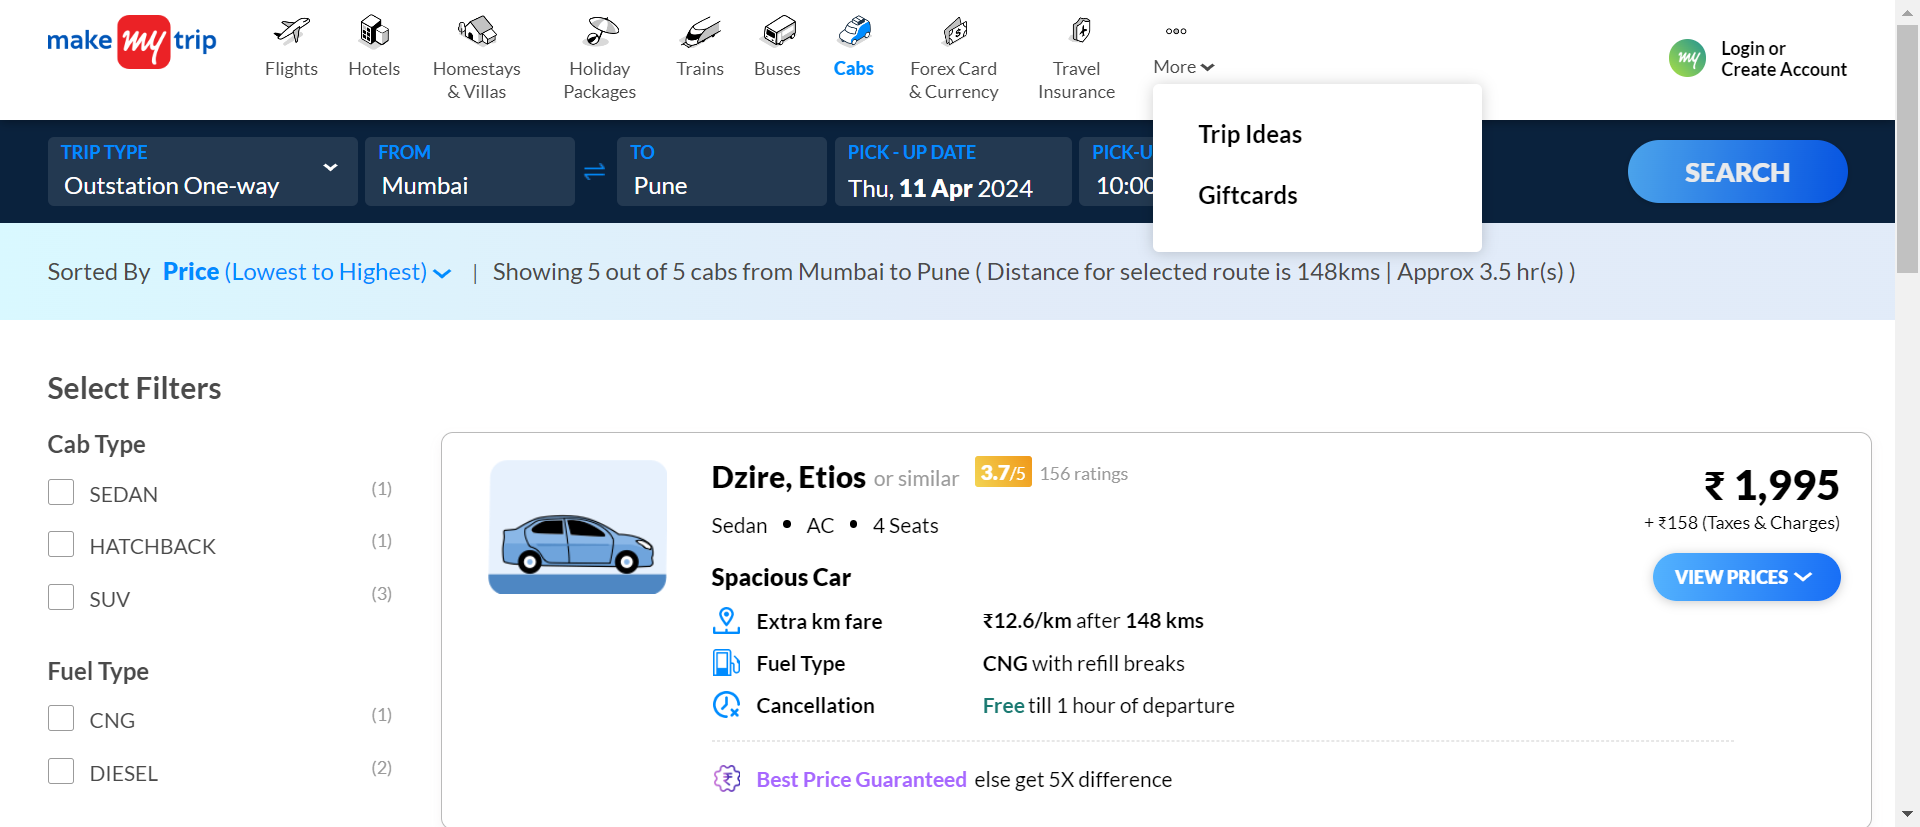 make my trip
Flights
Hotels
Homestays
& Villas
Holiday
Packages
Trains
Buses
Cabs
Forex Card
& Currency
Travel
Insurance
More
my
Login or
Create Account
Trip Ideas
Giftcards
TRIP TYPE
Outstation One-way
FROM
Mumbai
TO
Pune
PICK - UP DATE
Thu, 11 Apr 2024
PICK-U
10:00
SEARCH
Sorted By Price (Lowest to Highest) | Showing 5 out of 5 cabs from Mumbai to Pune ( Distance for selected route is 148kms | Approx 3.5 hr(s) )
Select Filters
Cab Type
SEDAN (1)
HATCHBACK (1)
SUV (3)
Fuel Type
CNG (1)
DIESEL (2)
Dzire, Etios or similar 3.7/5 156 ratings
Sedan • AC • 4 Seats
Spacious Car
Extra km fare ₹12.6/km after 148 kms
Fuel Type CNG with refill breaks
Cancellation Free till 1 hour of departure
₹ Best Price Guaranteed else get 5X difference
₹ 1,995
+ ₹158 (Taxes & Charges)
VIEW PRICES